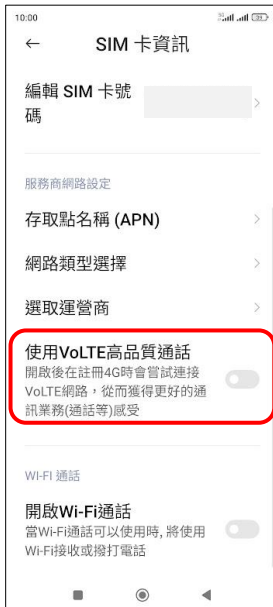 10:00
← SIM 卡資訊
編輯 SIM 卡號
碼
服務商網路設定
存取點名稱 (APN)
網路類型選擇
選取運營商
使用VoLTE高品質通話
開啟後在註冊4G時會嘗試連接
VoLTE網路，從而獲得更好的通
訊業務(通話等)感受
WI-FI 通話
開啟Wi-Fi通話
當Wi-Fi通話可以使用時, 將使用
Wi-Fi接收或撥打電話